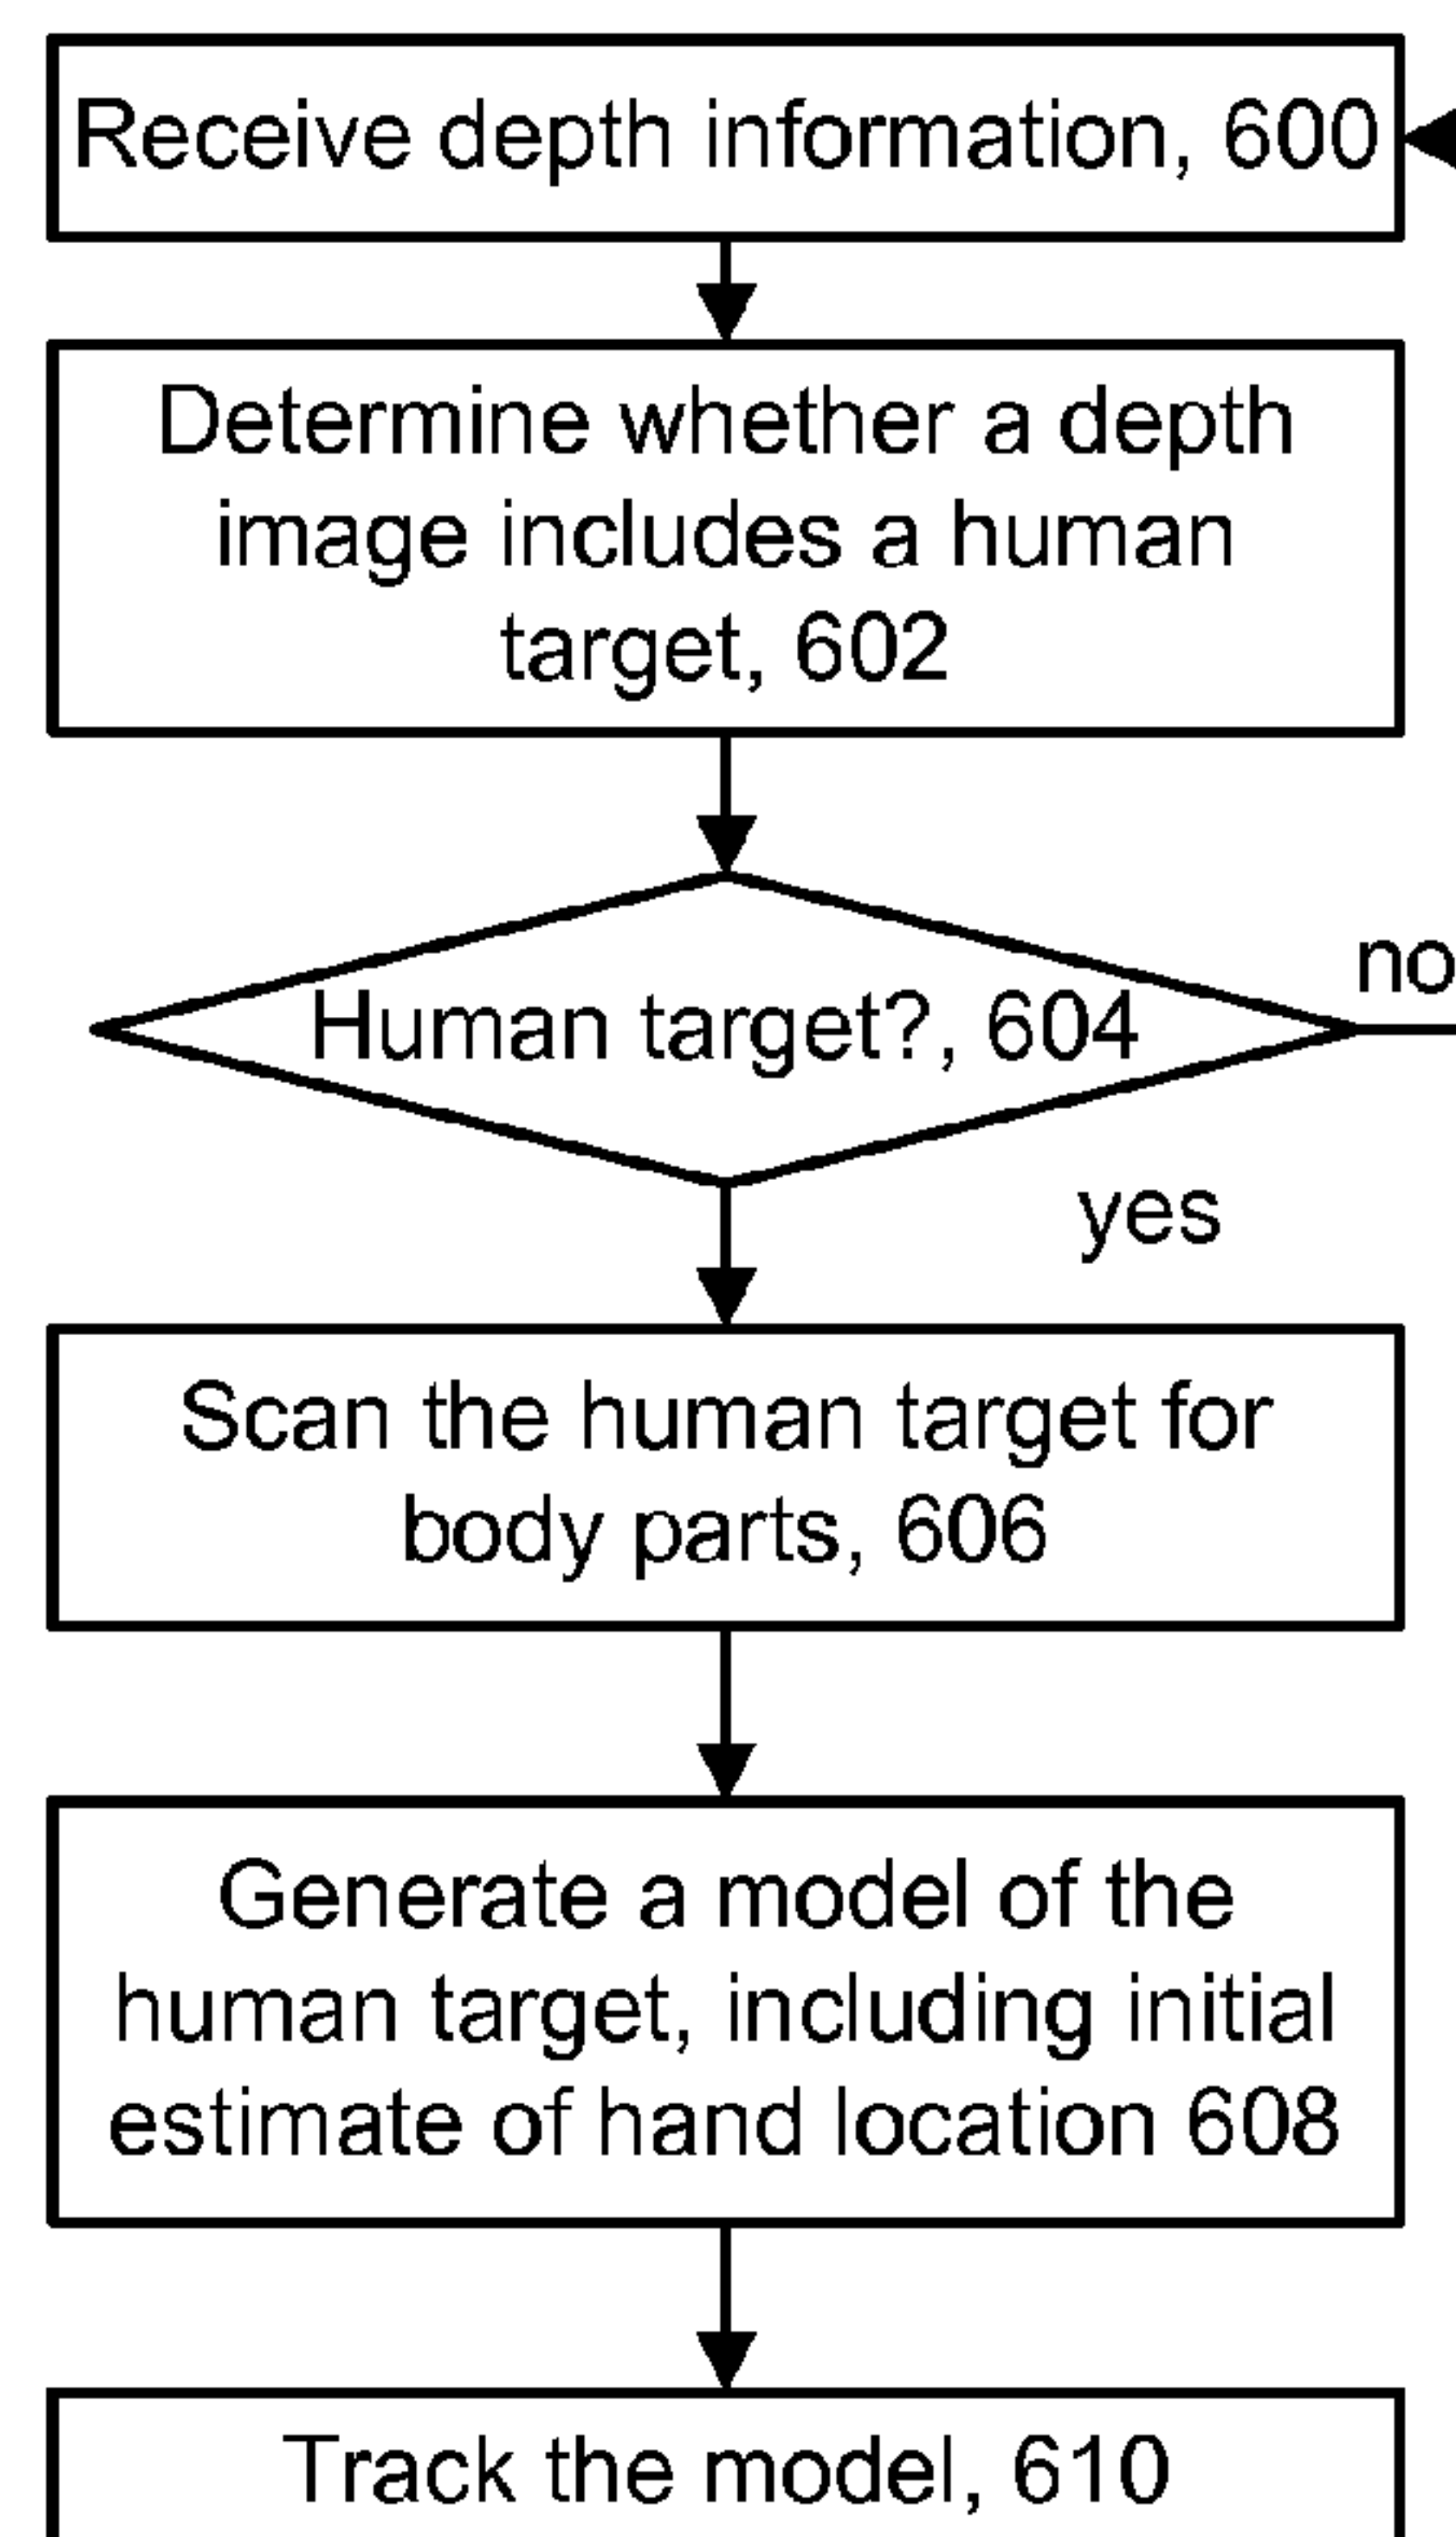 Receive depth information, 600
Determine whether a depth
image includes a human
target, 602
Human target?, 604
no
yes
Scan the human target for
body parts, 606
Generate a model of the
human target, including initial
estimate of hand location 608
Track the model, 610